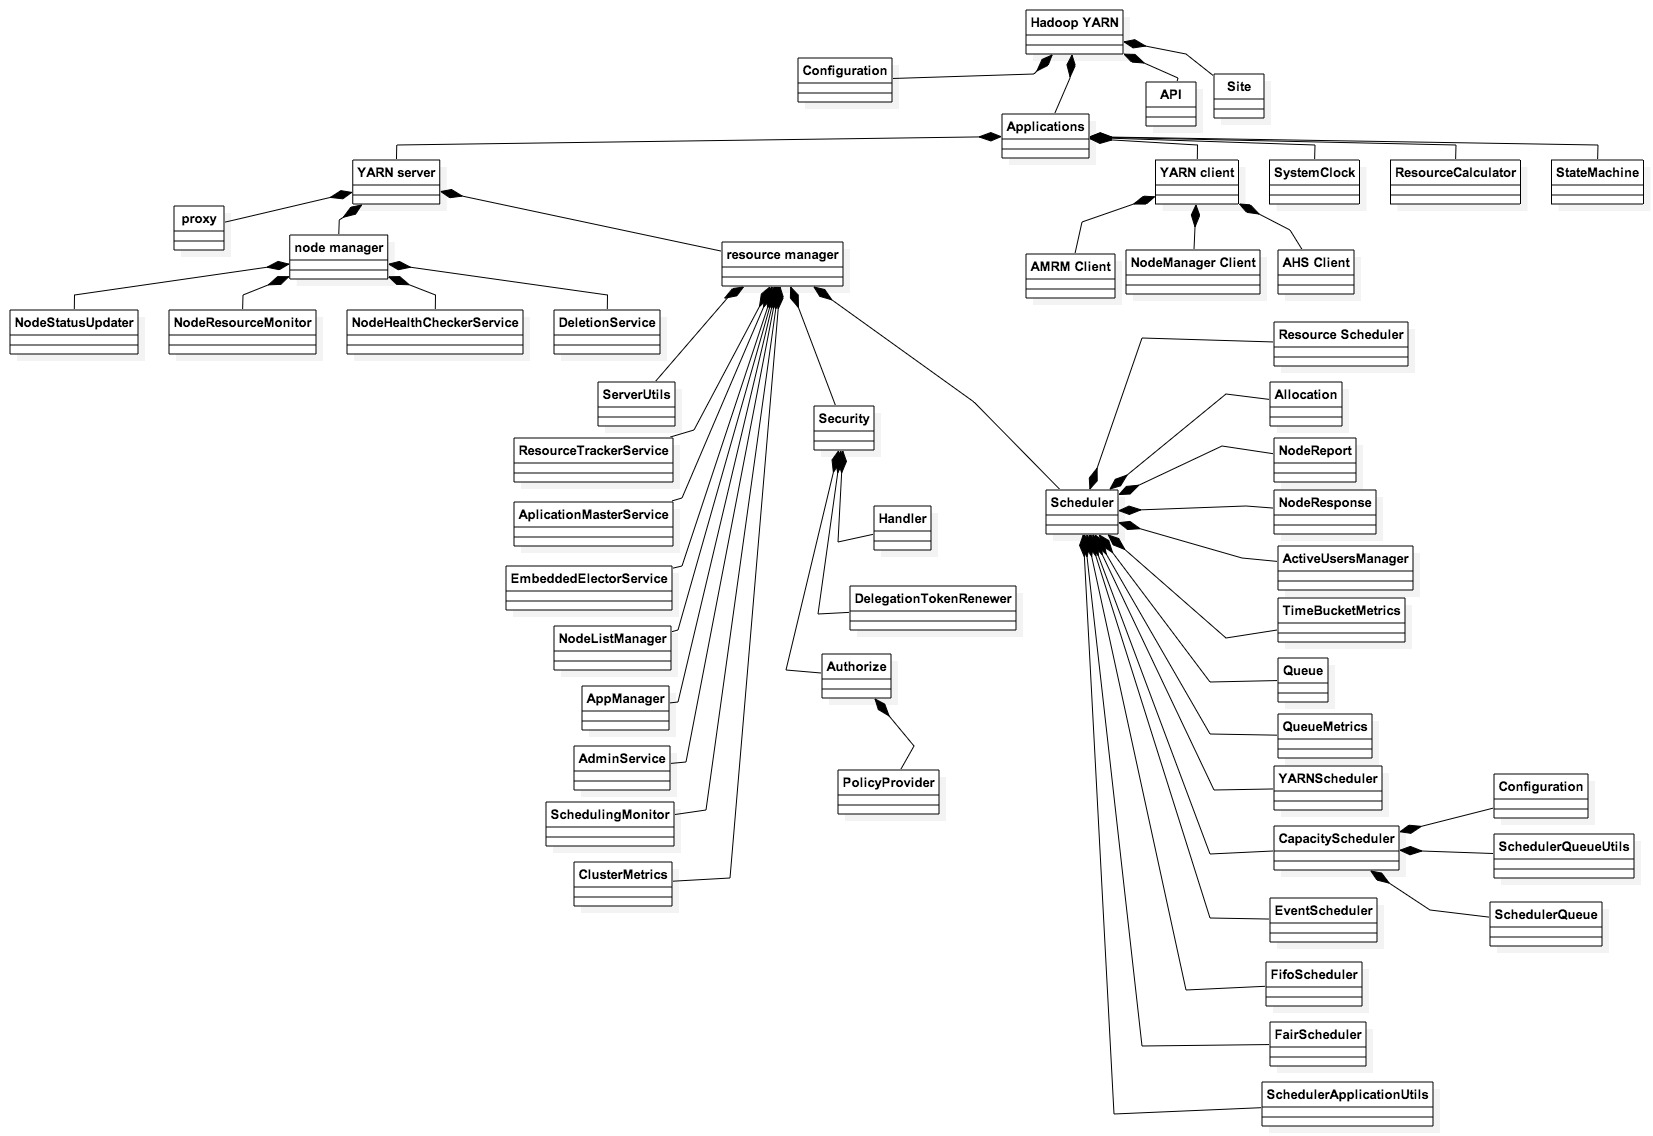 Hadoop YARN
Configuration
API
Site
Applications
YARN server
YARN client
SystemClock
ResourceCalculator
StateMachine
proxy
node manager
resource manager
AMRM Client
NodeManager Client
AHS Client
NodeStatusUpdater
NodeResourceMonitor
NodeHealthCheckerService
DeletionService
Resource Scheduler
ServerUtils
Allocation
Security
ResourceTrackerService
NodeReport
Scheduler
NodeResponse
AplicationMasterService
Handler
ActiveUsersManager
EmbeddedElectorService
DelegationTokenRenewer
TimeBucketMetrics
NodeListManager
Authorize
Queue
AppManager
QueueMetrics
AdminService
PolicyProvider
YARNScheduler
Configuration
SchedulingMonitor
CapacityScheduler
SchedulerQueueUtils
ClusterMetrics
EventScheduler
SchedulerQueue
FifoScheduler
FairScheduler
SchedulerApplicationUtils